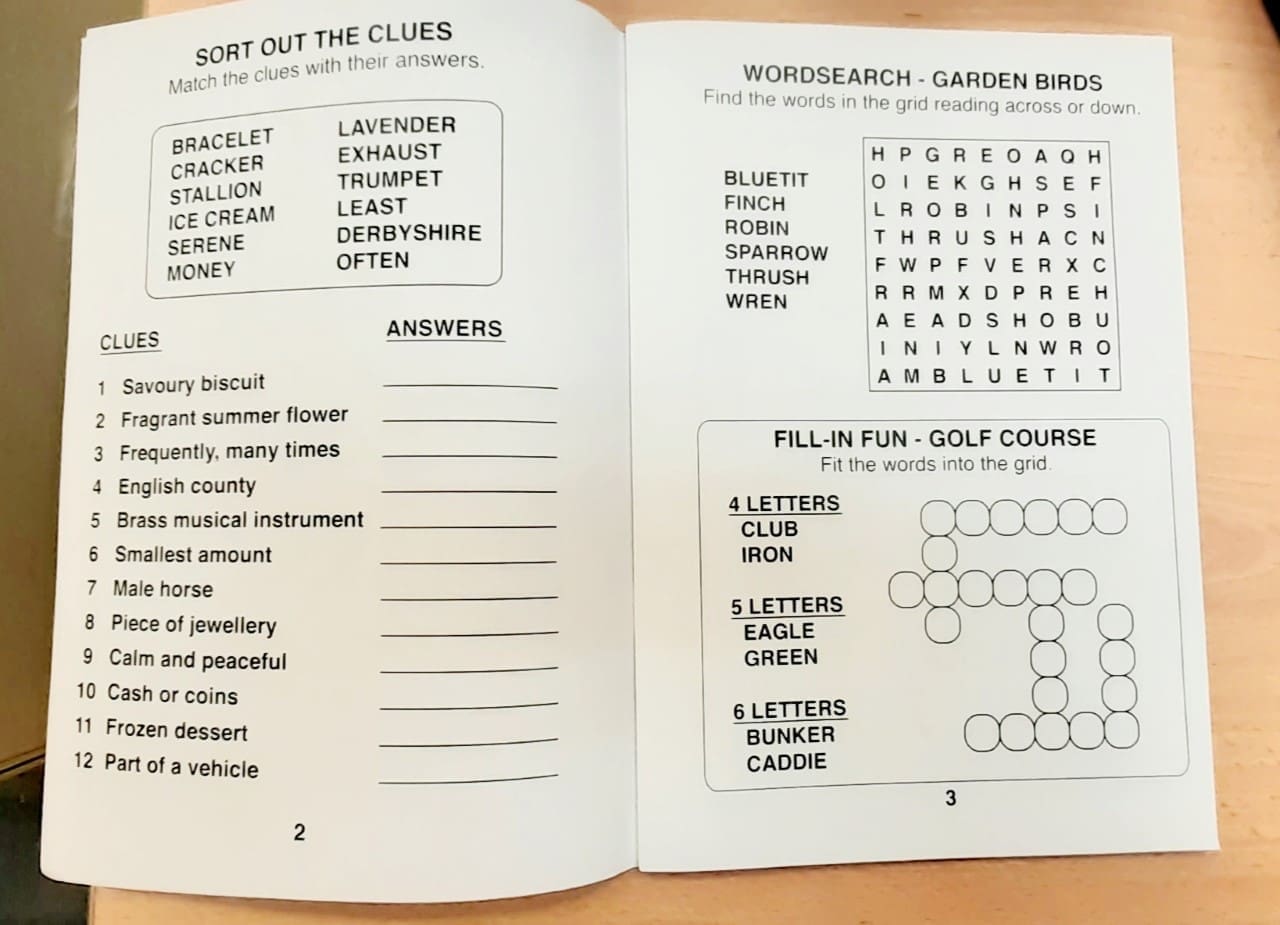 SORT OUT THE CLUES
Match the clues with their answers.
BRACELET LAVENDER
CRACKER EXHAUST
STALLION TRUMPET
ICE CREAM LEAST
SERENE DERBYSHIRE
MONEY OFTEN
CLUES ANSWERS
1 Savoury biscuit
2 Fragrant summer flower
3 Frequently, many times
4 English county
5 Brass musical instrument
6 Smallest amount
7 Male horse
8 Piece of jewellery
9 Calm and peaceful
10 Cash or coins
11 Frozen dessert
12 Part of a vehicle
2
WORDSEARCH - GARDEN BIRDS
Find the words in the grid reading across or down.
BLUETIT
FINCH
ROBIN
SPARROW
THRUSH
WREN
H P G R E O A Q H
O I E K G H S E F
L R O B I N P S I
T H R U S H A C N
F W P F V E R X C
R R M X D P R E H
A E A D S H O B U
I N I Y L N W R O
A M B L U E T I T
FILL-IN FUN - GOLF COURSE
Fit the words into the grid.
4 LETTERS
CLUB
IRON
5 LETTERS
EAGLE
GREEN
6 LETTERS
BUNKER
CADDIE
3